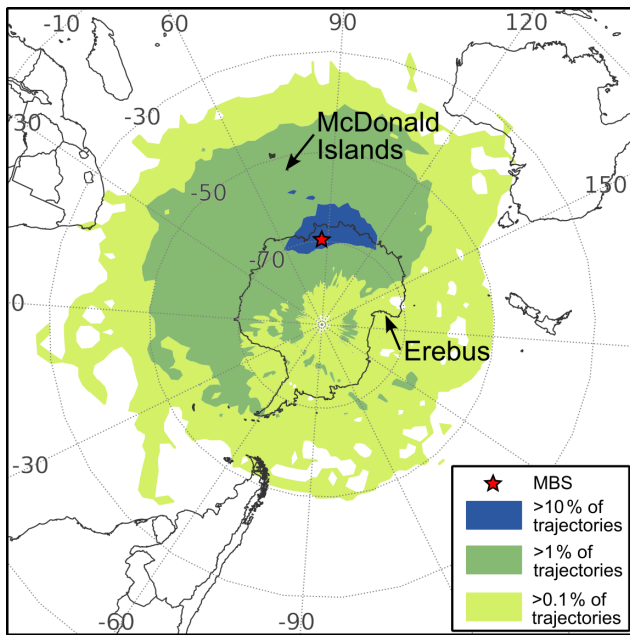 -10
60
90
120
-30
McDonald
Islands
30
150
-50
-70
0
Erebus
-30
-60
-90
MBS
>10% of
trajectories
>1% of
trajectories
>0.1% of
trajectories